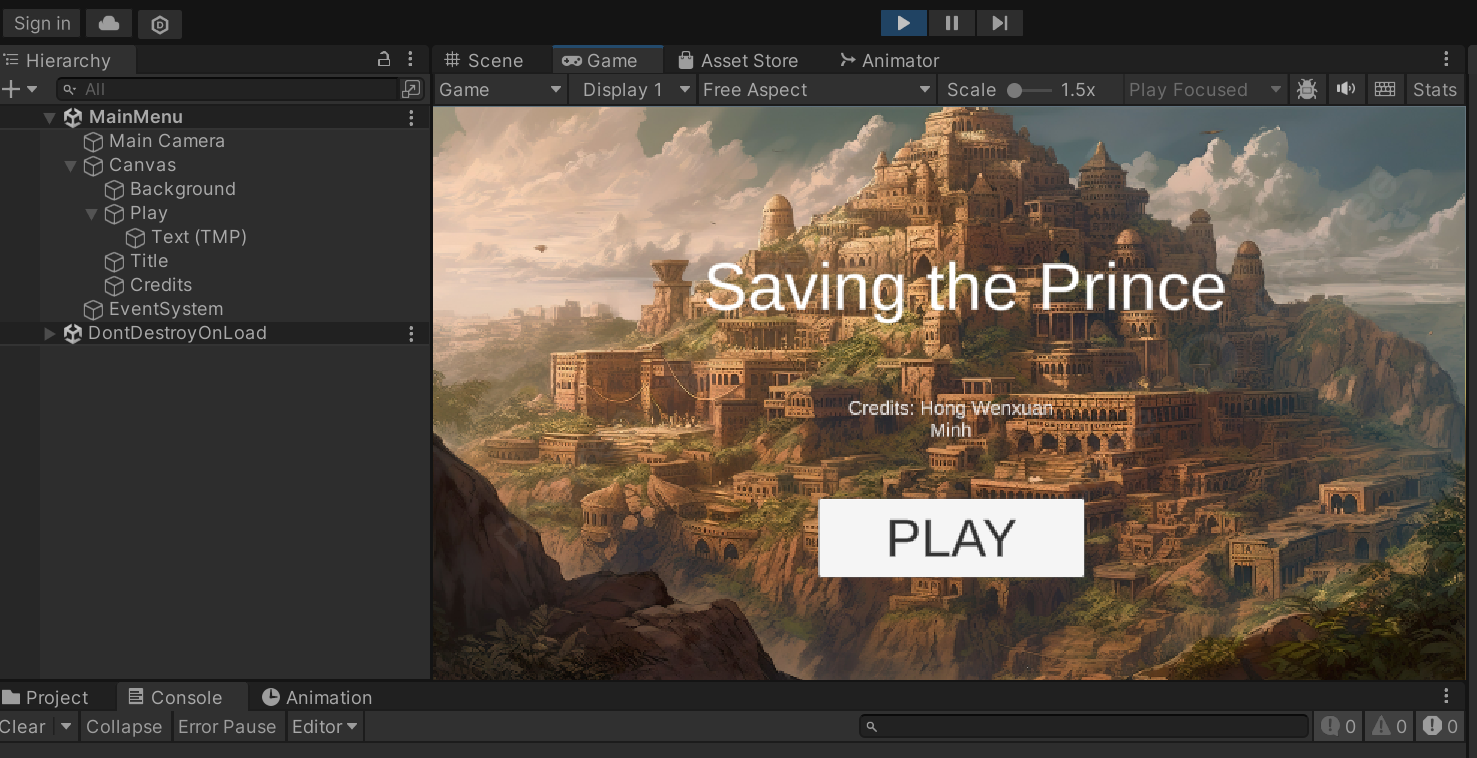 Sign in
Hierarchy
Scene
Game
Asset Store
Animator
All
Game
Display 1
Free Aspect
Scale
1.5x
Play Focused
Stats
MainMenu
Main Camera
Canvas
Background
Play
Text (TMP)
Title
Credits
EventSystem
DontDestroyOnLoad
Saving the Prince
Credits: Hong Wenxuan
Minh
PLAY
Project
Console
Animation
Clear
Collapse
Error Pause
Editor
0
0
0